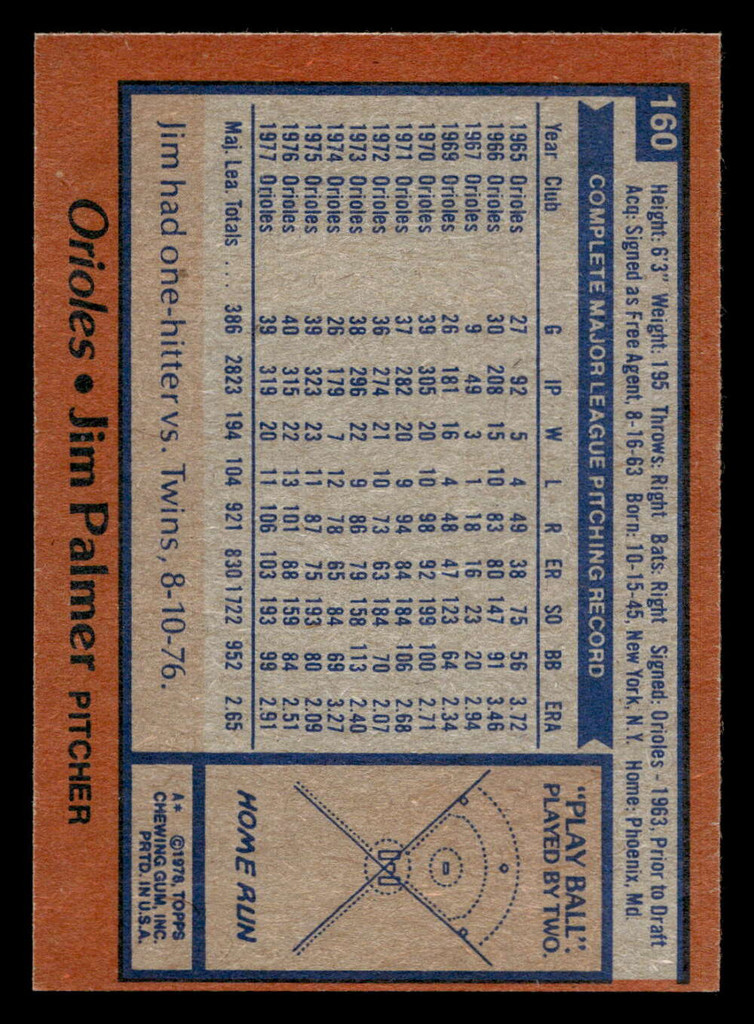 160
Height: 6'3" Weight: 195 Throws: Right Bats: Right Signed: Orioles - 1963, Prior to Draft
Acq: Signed as Free Agent, 8-16-63 Born: 10-15-45, New York, N.Y. Home: Phoenix, Md.
COMPLETE MAJOR LEAGUE PITCHING RECORD
Year Club G IP W L R ER SO BB ERA
1965 Orioles 27 92 5 4 49 38 75 56 3.72
1966 Orioles 30 208 15 10 83 80 147 91 3.46
1967 Orioles 9 49 3 1 18 16 23 20 2.94
1969 Orioles 26 181 16 4 48 47 123 64 2.34
1970 Orioles 39 305 20 10 98 92 199 100 2.71
1971 Orioles 37 282 20 9 94 84 184 106 2.68
1972 Orioles 36 274 21 10 73 63 184 70 2.07
1973 Orioles 38 296 22 9 86 79 158 113 2.40
1974 Orioles 26 179 7 12 78 65 84 69 3.27
1975 Orioles 39 323 23 11 87 75 193 80 2.09
1976 Orioles 40 315 22 13 101 88 159 84 2.51
1977 Orioles 39 319 20 11 106 103 193 99 2.91
Maj. Lea. Totals .... 386 2823 194 104 921 830 1722 952 2.65
Jim had one-hitter vs. Twins, 8-10-76.
"PLAY BALL":
PLAYED BY TWO.
HOME RUN
A* ©1978, TOPPS
CHEWING GUM, INC.
PRTD. IN U.S.A.
Orioles • Jim Palmer PITCHER